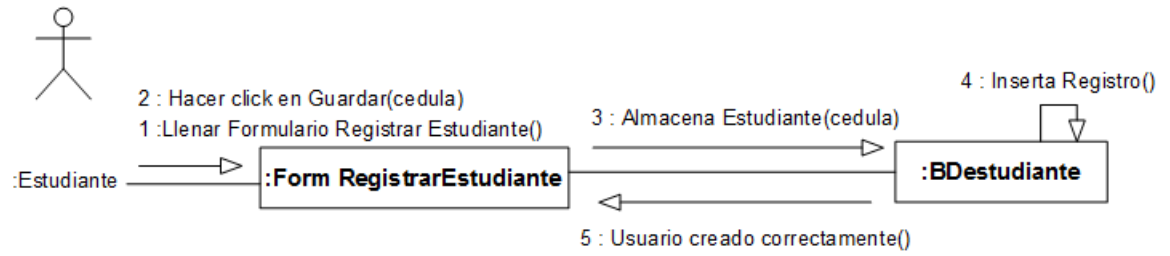 4 : Inserta Registro()
2 : Hacer click en Guardar(cedula)
1 :Llenar Formulario Registrar Estudiante()
3 : Almacena Estudiante(cedula)
:Estudiante
:Form RegistrarEstudiante
:BDestudiante
5 : Usuario creado correctamente()